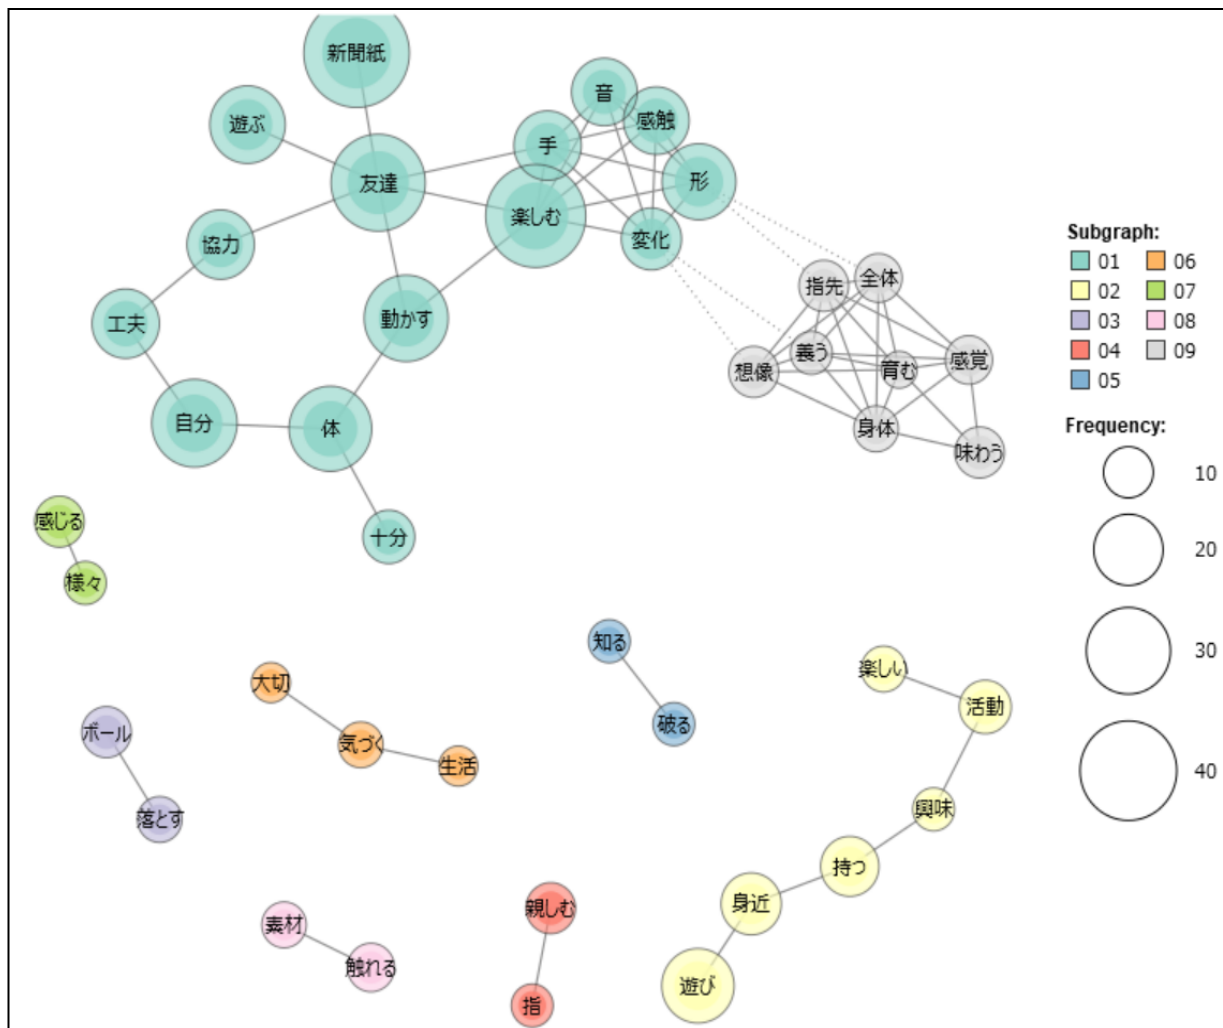 新聞紙
音
遊ぶ
感触
手
友達
形
楽しむ
協力
変化
全体
指先
工夫
動かす
義う
感覚
想像
育む
自分
体
身体
味わう
感じる
十分
様々
知る
楽しい
大切
活動
破る
ボール
気づく
生活
落とす
興味
持つ
身近
親しむ
素材
触れる
遊び
指
Subgraph:
01 06
02 07
03 08
04 09
05
Frequency:
10
20
30
40